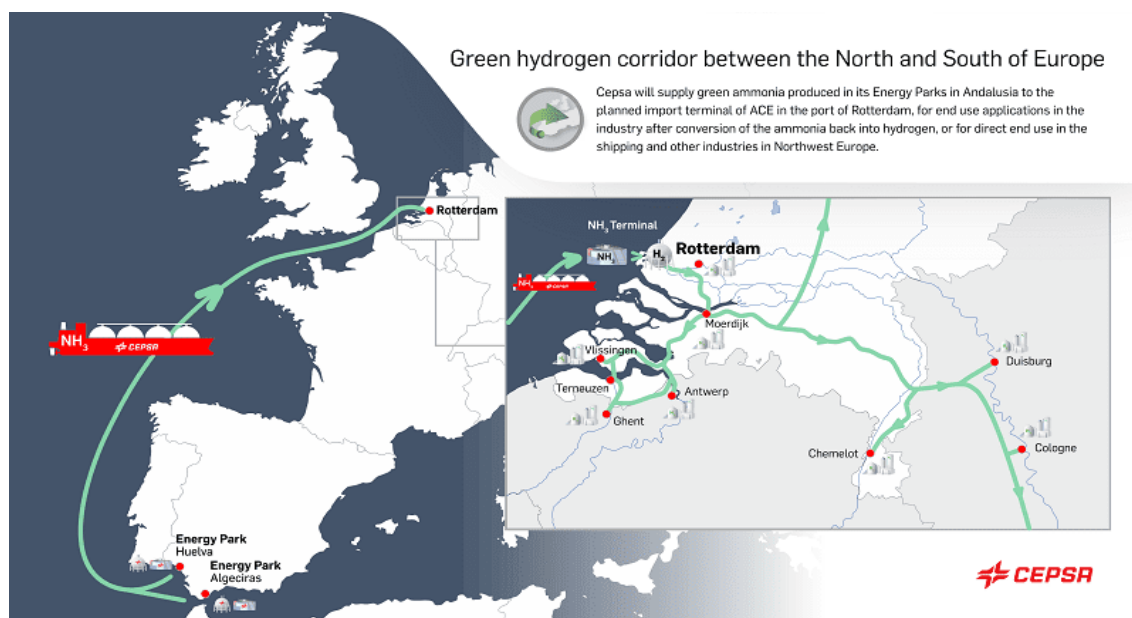 Green hydrogen corridor between the North and South of Europe
Cepsa will supply green ammonia produced in its Energy Parks in Andalusia to the
planned import terminal of ACE in the port of Rotterdam, for end use applications in the
industry after conversion of the ammonia back into hydrogen, or for direct end use in the
shipping and other industries in Northwest Europe.
Rotterdam
NH3 Terminal
NH3
H2
Rotterdam
NH3 CEPSA
Moerdijk
NH3
CEPSA
Vlissingen
Duisburg
Terneuzen
Antwerp
Ghent
Chemelot
Cologne
Energy Park
Huelva
Energy Park
Algeciras
CEPSA